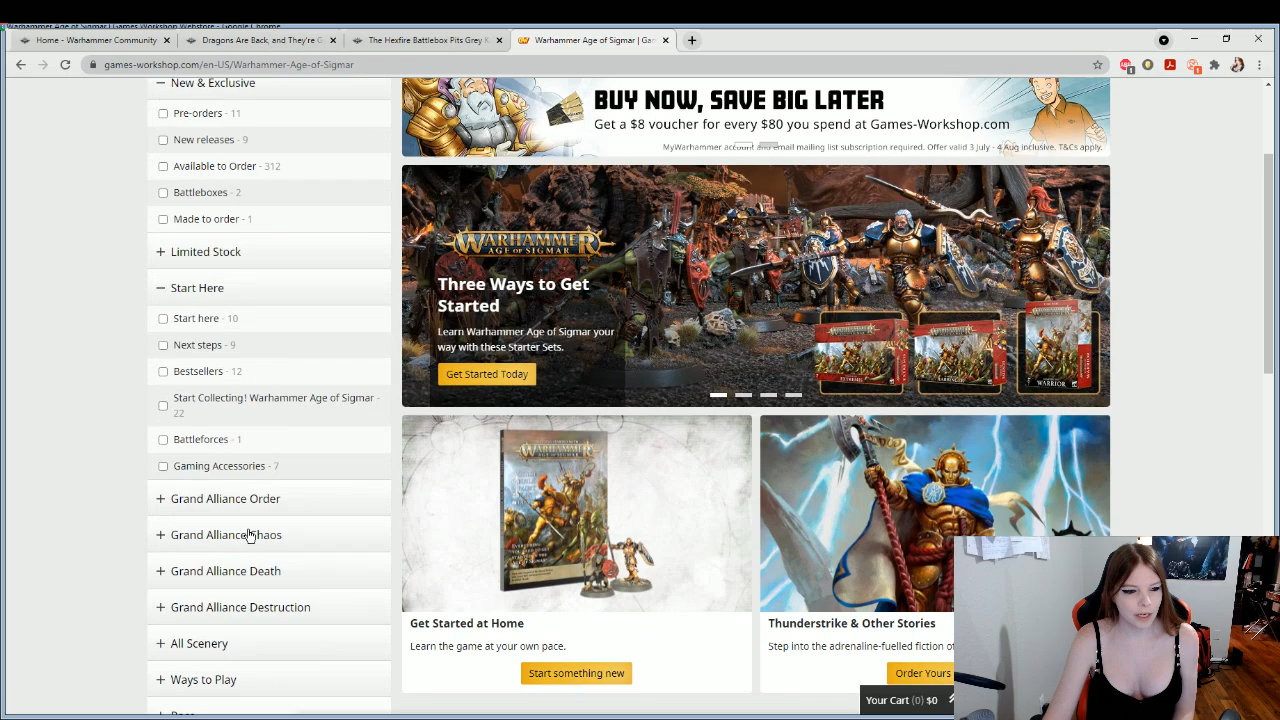 Warhammer Age of Sigmar | Games Workshop Webstore - Google Chrome
Home - Warhammer Community
Dragons Are Back, and They're G
The Hexfire Battlebox Pits Grey K
Warhammer Age of Sigmar | Gam
games-workshop.com/en-US/Warhammer-Age-of-Sigmar
New & Exclusive
Pre-orders - 11
New releases - 9
Available to Order - 312
Battleboxes - 2
Made to order - 1
Limited Stock
Start Here
Start here - 10
Next steps - 9
Bestsellers - 12
Start Collecting! Warhammer Age of Sigmar -
22
Battleforces - 1
Gaming Accessories - 7
Grand Alliance Order
Grand Alliance Chaos
Grand Alliance Death
Grand Alliance Destruction
All Scenery
Ways to Play
BUY NOW, SAVE BIG LATER
Get a $8 voucher for every $80 you spend at Games-Workshop.com
MyWarhammer account and email mailing list subscription required. Offer valid 3 July - 4 Aug inclusive. T&Cs apply.
WARHAMMER
AGE OF SIGMAR
Three Ways to Get
Started
Learn Warhammer Age of Sigmar your
way with these Starter Sets.
Get Started Today
WARRIOR
WARHAMMER
Get Started at Home
Learn the game at your own pace.
Start something new
Thunderstrike & Other Stories
Step into the adrenaline-fuelled fiction o
Order Yours
Your Cart (0) $0